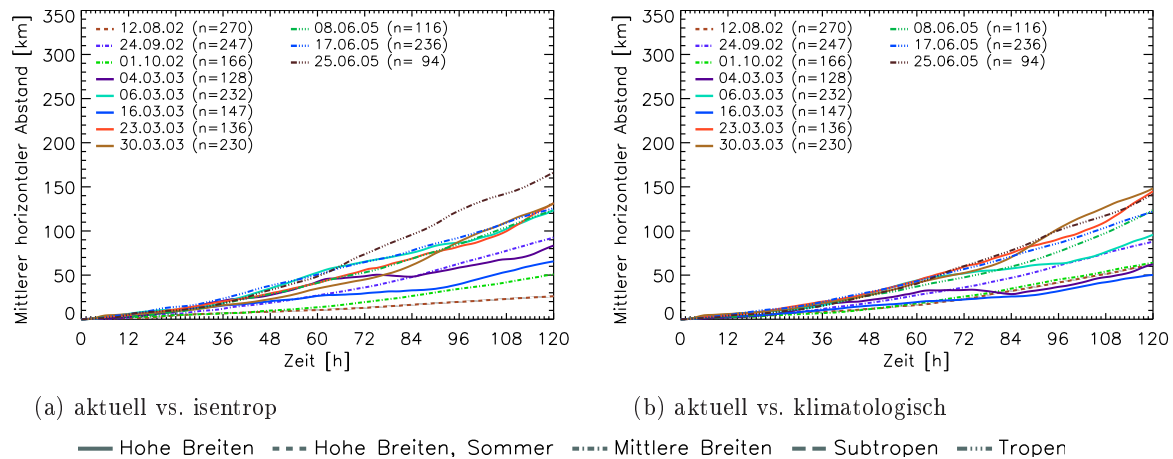 350
300
250
200
150
100
50
0
Mittlerer horizontaler Abstand [km]
12.08.02 (n=270)
24.09.02 (n=247)
01.10.02 (n=166)
04.03.03 (n=128)
06.03.03 (n=232)
16.03.03 (n=147)
23.03.03 (n=136)
30.03.03 (n=230)
08.06.05 (n=116)
17.06.05 (n=236)
25.06.05 (n= 94)
0 12 24 36 48 60 72 84 96 108 120
Zeit [h]
(a) aktuell vs. isentrop
350
300
250
200
150
100
50
0
Mittlerer horizontaler Abstand [km]
12.08.02 (n=270)
24.09.02 (n=247)
01.10.02 (n=166)
04.03.03 (n=128)
06.03.03 (n=232)
16.03.03 (n=147)
23.03.03 (n=136)
30.03.03 (n=230)
08.06.05 (n=116)
17.06.05 (n=236)
25.06.05 (n= 94)
0 12 24 36 48 60 72 84 96 108 120
Zeit [h]
(b) aktuell vs. klimatologisch
Hohe Breiten Hohe Breiten, Sommer Mittlere Breiten Subtropen Tropen